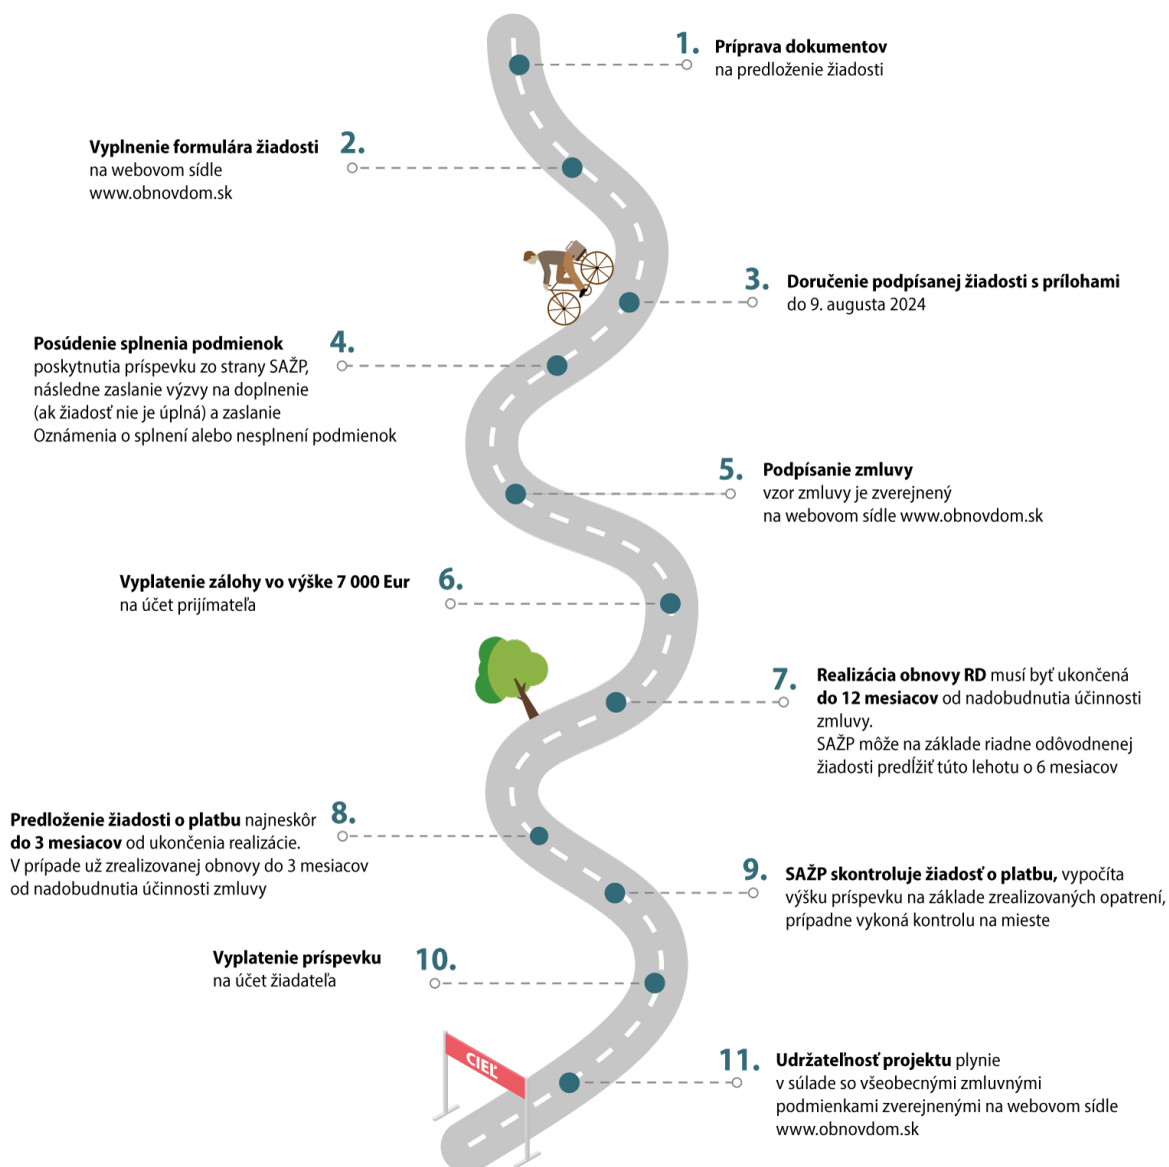 1.
Príprava dokumentov
na predloženie žiadosti
2.
Vyplnenie formulára žiadosti
na webovom sídle
www.obnovdom.sk
3.
Doručenie podpísanej žiadosti s prílohami
do 9. augusta 2024
4.
Posúdenie splnenia podmienok
poskytnutia príspevku zo strany SAŽP,
následne zaslanie výzvy na doplnenie
(ak žiadosť nie je úplná) a zaslanie
Oznámenia o splnení alebo nesplnení podmienok
5.
Podpísanie zmluvy
vzor zmluvy je zverejnený
na webovom sídle www.obnovdom.sk
6.
Vyplatenie zálohy vo výške 7 000 Eur
na účet prijímateľa
7.
Realizácia obnovy RD musí byť ukončená
do 12 mesiacov od nadobudnutia účinnosti
zmluvy.
SAŽP môže na základe riadne odôvodnenej
žiadosti predĺžiť túto lehotu o 6 mesiacov
8.
Predloženie žiadosti o platbu najneskôr
do 3 mesiacov od ukončenia realizácie.
V prípade už zrealizovanej obnovy do 3 mesiacov
od nadobudnutia účinnosti zmluvy
9.
SAŽP skontroluje žiadosť o platbu, vypočíta
výšku príspevku na základe zrealizovaných opatrení,
prípadne vykoná kontrolu na mieste
10.
Vyplatenie príspevku
na účet žiadateľa
11.
Udržateľnosť projektu plynie
v súlade so všeobecnými zmluvnými
podmienkami zverejnenými na webovom sídle
www.obnovdom.sk
CIEĽ